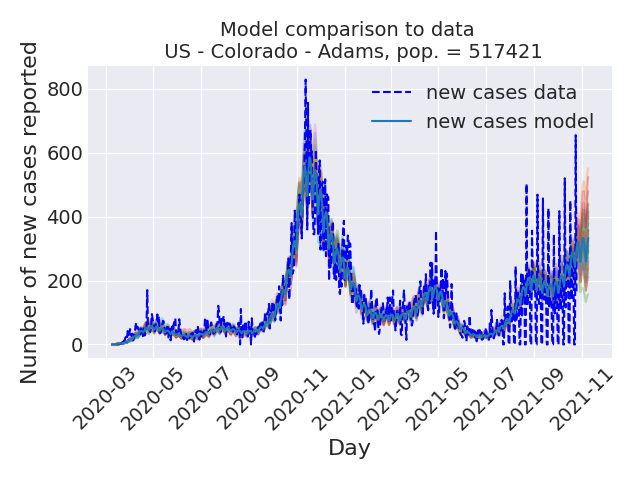 Model comparison to data
US - Colorado - Adams, pop. = 517421
Number of new cases reported
800
600
400
200
0
new cases data
new cases model
2020-03
2020-05
2020-07
2020-09
2020-11
2021-01
2021-03
2021-05
2021-07
2021-09
2021-11
Day